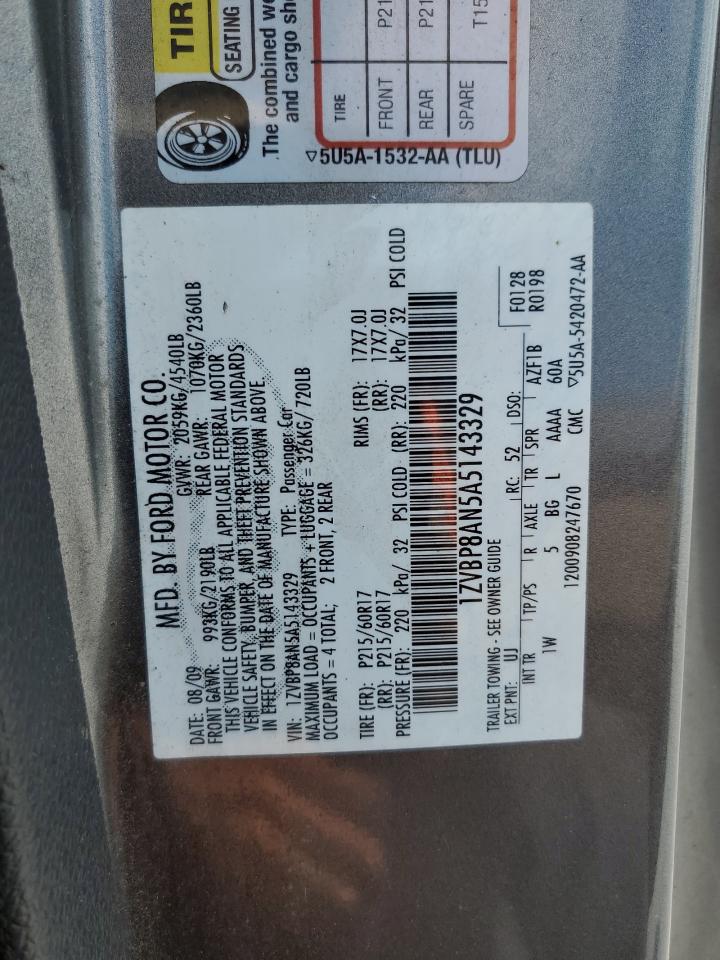 TIR
SEATING
The combined we
and cargo sho
TIRE
FRONT P21
REAR P21
SPARE T15
▽5U5A-1532-AA (TLU)
MFD. BY FORD MOTOR CO.
DATE: 08/09 GVWR: 2059KG/4540LB
FRONT GAWR: 993KG/2190LB REAR GAWR: 1070KG/2360LB
THIS VEHICLE CONFORMS TO ALL APPLICABLE FEDERAL MOTOR
VEHICLE SAFETY, BUMPER, AND THEFT PREVENTION STANDARDS
IN EFFECT ON THE DATE OF MANUFACTURE SHOWN ABOVE.
VIN: 1ZVBP8AN5A5143329 TYPE: Passenger Car
MAXIMUM LOAD = OCCUPANTS + LUGGAGE = 326KG/ 720LB
OCCUPANTS = 4 TOTAL; 2 FRONT, 2 REAR
TIRE (FR): P215/60R17 RIMS (FR): 17X7.0J
(RR): P215/60R17 (RR): 17X7.0J
PRESSURE (FR): 220 kPa/ 32 PSI COLD (RR): 220 kPa/ 32 PSI COLD
1ZVBP8AN5A5143329
TRAILER TOWING - SEE OWNER GUIDE F0128
EXT PNT: UJ RC: 52 DSO: R0198
INT TR TP/PS R AXLE TR SPR AZF1B
1W 5 BG L AAAA 60A
1200908247670 CMC ▽5U5A-5420472-AA